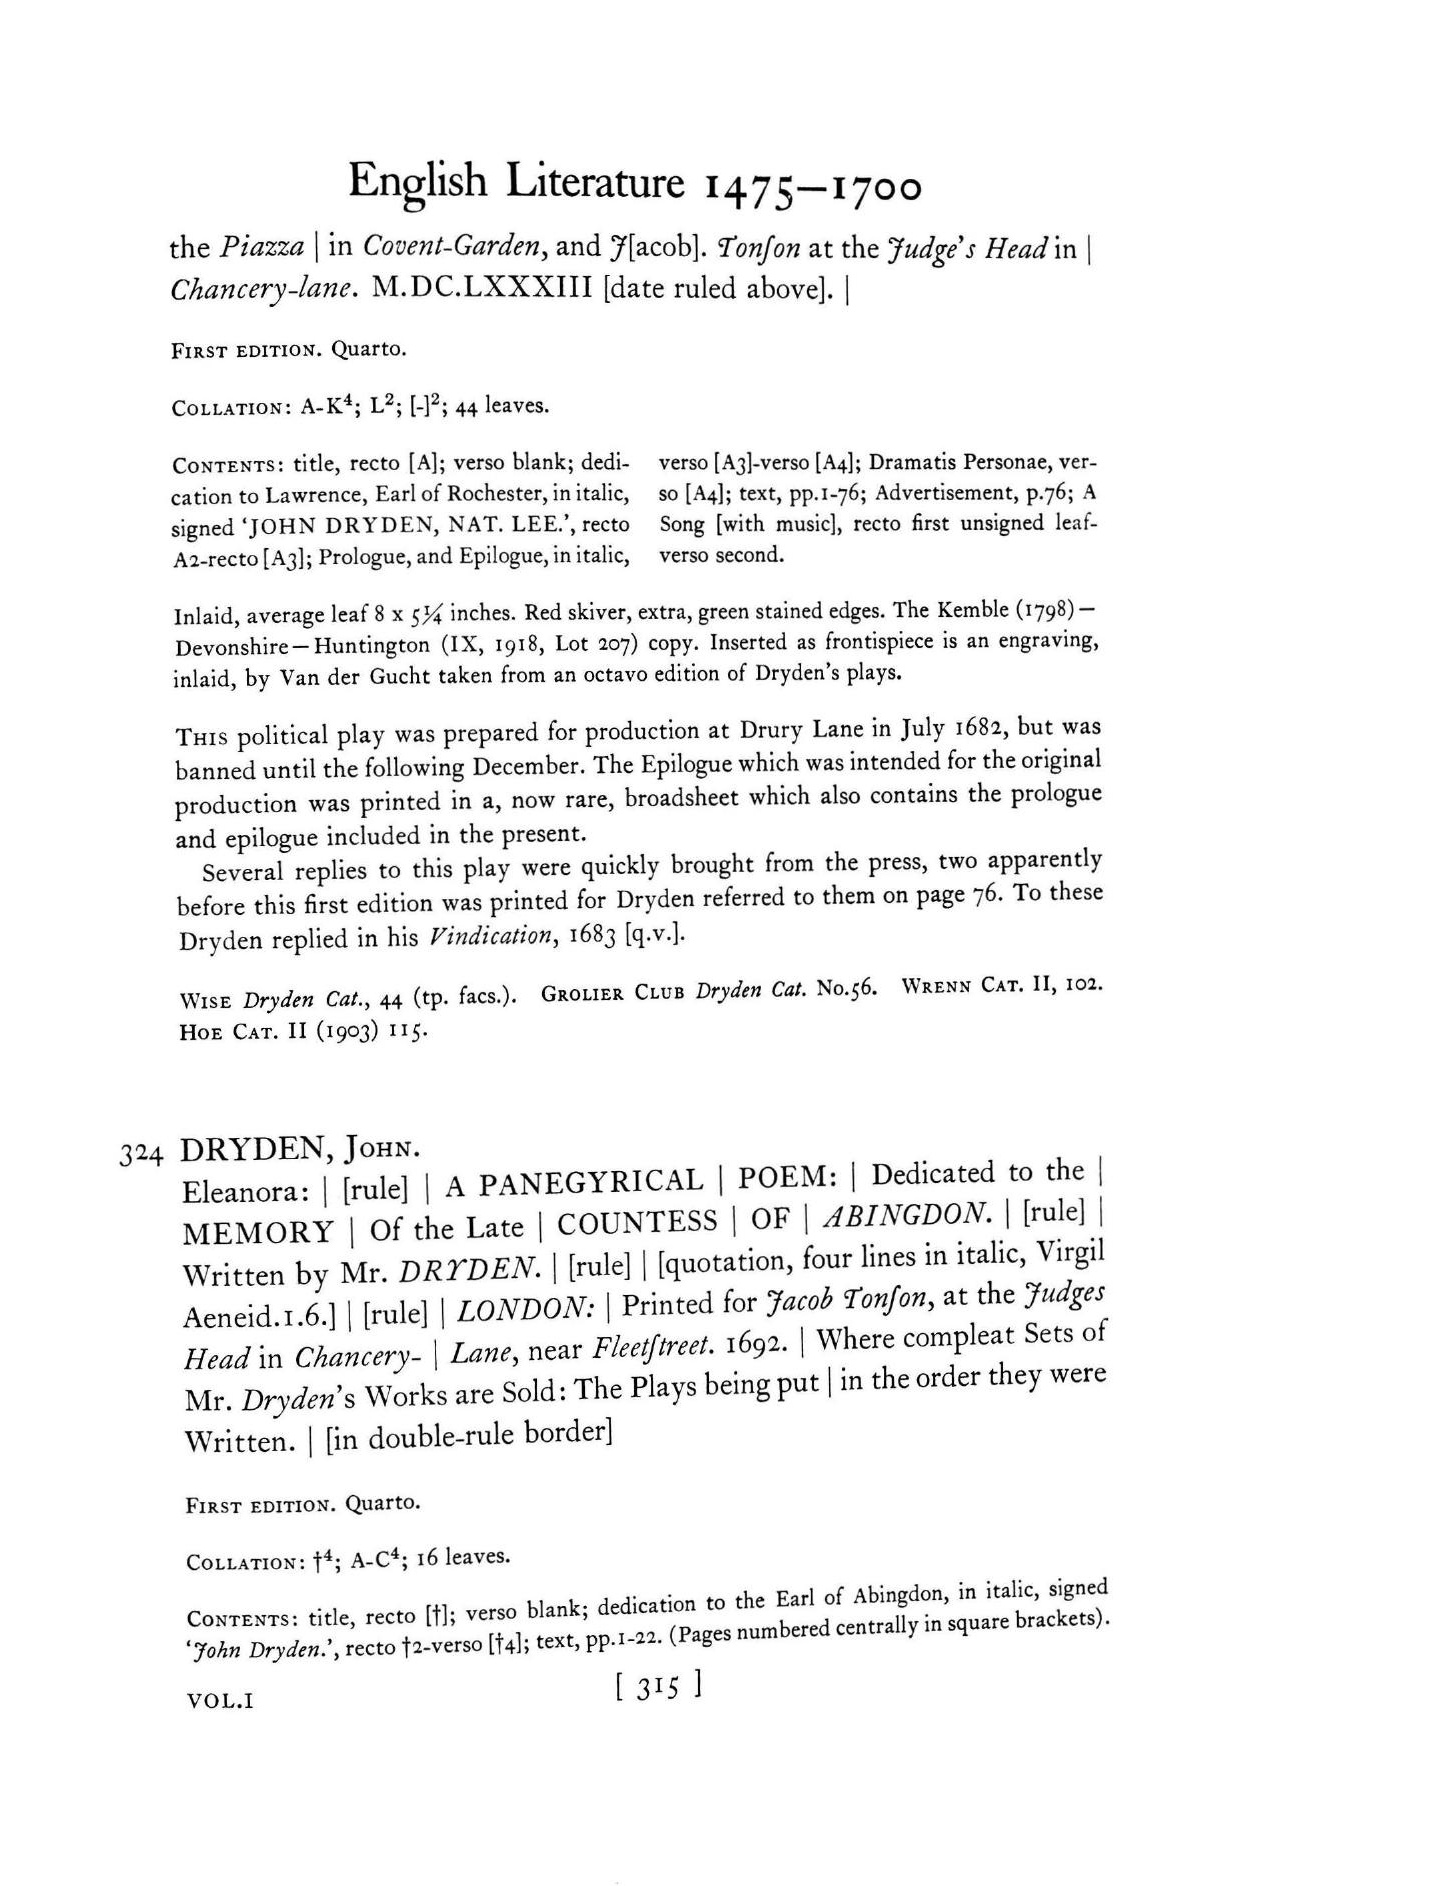 English Literature 1475–1700
the Piazza | in Covent-Garden, and J[acob]. Tonſon at the Judge's Head in |
Chancery-lane. M.DC.LXXXIII [date ruled above]. |
First edition. Quarto.
Collation: A-K⁴; L²; [-]²; 44 leaves.
Contents: title, recto [A]; verso blank; dedi-
cation to Lawrence, Earl of Rochester, in italic,
signed ‘JOHN DRYDEN, NAT. LEE.’, recto
A2-recto [A3]; Prologue, and Epilogue, in italic,
verso [A3]-verso [A4]; Dramatis Personae, ver-
so [A4]; text, pp.1-76; Advertisement, p.76; A
Song [with music], recto first unsigned leaf-
verso second.
Inlaid, average leaf 8 x 5¼ inches. Red skiver, extra, green stained edges. The Kemble (1798)—
Devonshire—Huntington (IX, 1918, Lot 207) copy. Inserted as frontispiece is an engraving,
inlaid, by Van der Gucht taken from an octavo edition of Dryden's plays.
This political play was prepared for production at Drury Lane in July 1682, but was
banned until the following December. The Epilogue which was intended for the original
production was printed in a, now rare, broadsheet which also contains the prologue
and epilogue included in the present.
Several replies to this play were quickly brought from the press, two apparently
before this first edition was printed for Dryden referred to them on page 76. To these
Dryden replied in his Vindication, 1683 [q.v.].
Wise Dryden Cat., 44 (tp. facs.). Grolier Club Dryden Cat. No.56. Wrenn Cat. II, 102.
Hoe Cat. II (1903) 115.
324 DRYDEN, John.
Eleanora: | [rule] | A PANEGYRICAL | POEM: | Dedicated to the |
MEMORY | Of the Late | COUNTESS | OF | ABINGDON. | [rule] |
Written by Mr. DRYDEN. | [rule] | [quotation, four lines in italic, Virgil
Aeneid.1.6.] | [rule] | LONDON: | Printed for Jacob Tonſon, at the Judges
Head in Chancery- | Lane, near Fleetſtreet. 1692. | Where compleat Sets of
Mr. Dryden's Works are Sold: The Plays being put | in the order they were
Written. | [in double-rule border]
First edition. Quarto.
Collation: †⁴; A-C⁴; 16 leaves.
Contents: title, recto [†]; verso blank; dedication to the Earl of Abingdon, in italic, signed
‘John Dryden.’, recto †2-verso [†4]; text, pp.1-22. (Pages numbered centrally in square brackets).
VOL.I
[ 315 ]